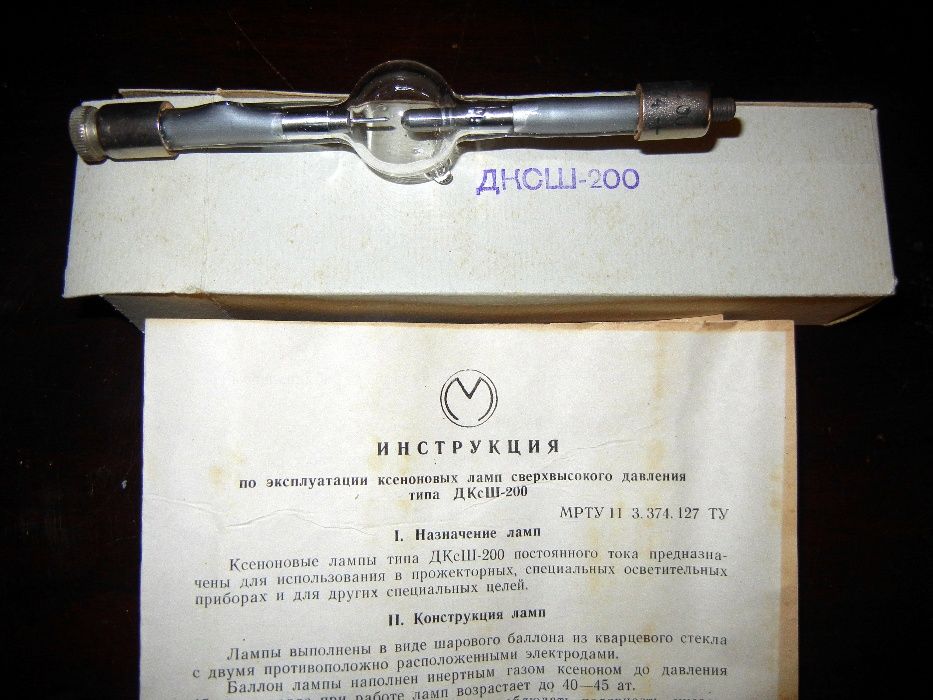 ДКСШ-200
ИНСТРУКЦИЯ
по эксплуатации ксеноновых ламп сверхвысокого давления
типа ДКсШ-200
МРТУ 11 3.374.127 ТУ
I. Назначение ламп
Ксеноновые лампы типа ДКсШ-200 постоянного тока предназна-
чены для использования в прожекторных, специальных осветительных
приборах и для других специальных целей.
II. Конструкция ламп
Лампы выполнены в виде шарового баллона из кварцевого стекла
с двумя противоположно расположенными электродами.
Баллон лампы наполнен инертным газом ксеноном до давления
при работе ламп возрастает до 40—45 ат.